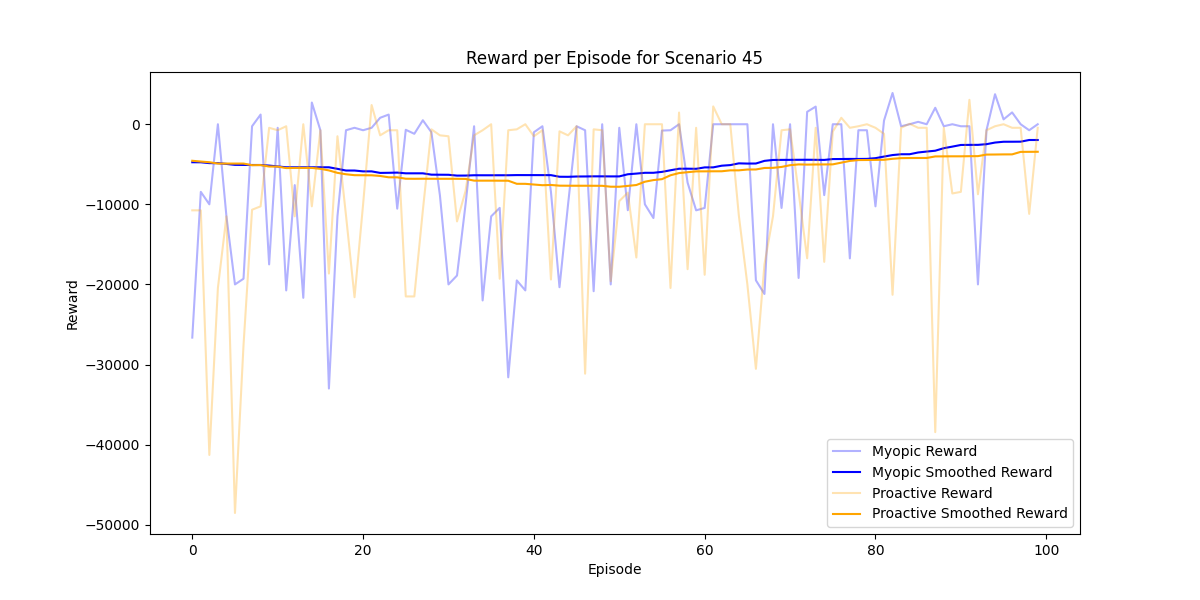 Reward per Episode for Scenario 45
Reward
0
−10000
−20000
−30000
−40000
−50000
0 20 40 60 80 100
Episode
Myopic Reward
Myopic Smoothed Reward
Proactive Reward
Proactive Smoothed Reward